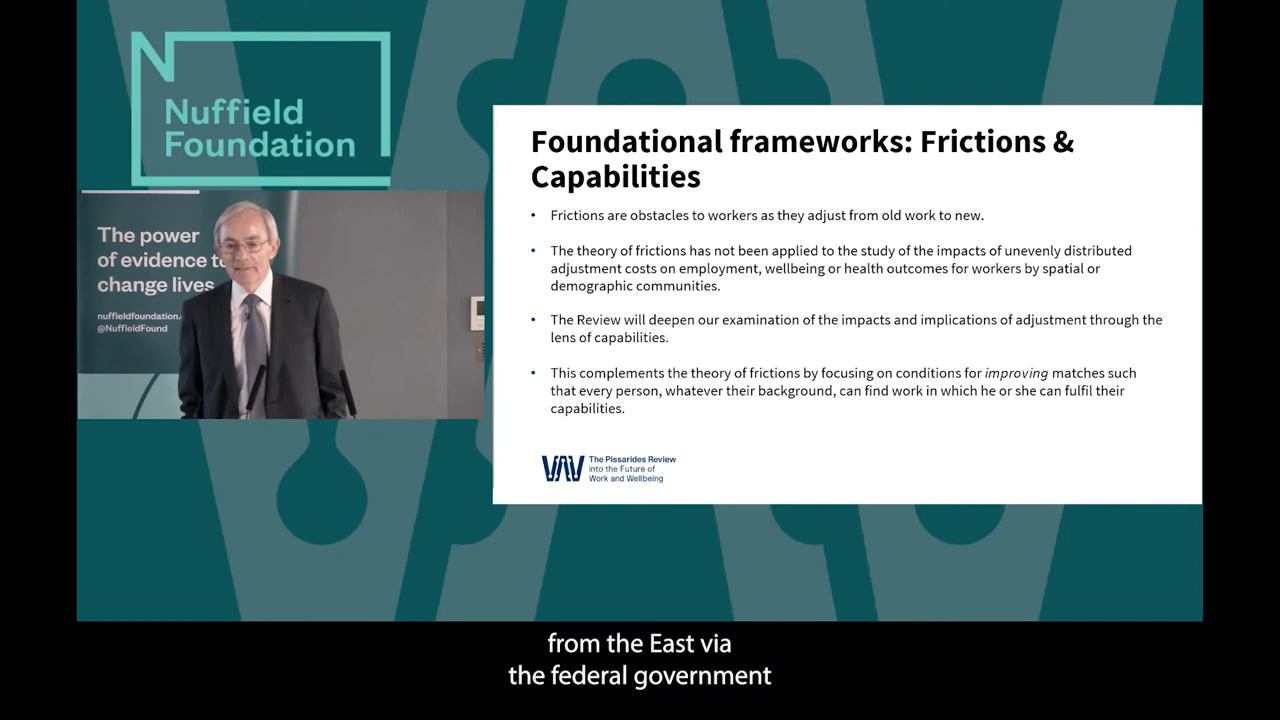 Nuffield
Foundation
The power
of evidence to
change lives
nuffieldfoundation.
@NuffieldFound
Foundational frameworks: Frictions &
Capabilities
• Frictions are obstacles to workers as they adjust from old work to new.
• The theory of frictions has not been applied to the study of the impacts of unevenly distributed
adjustment costs on employment, wellbeing or health outcomes for workers by spatial or
demographic communities.
• The Review will deepen our examination of the impacts and implications of adjustment through the
lens of capabilities.
• This complements the theory of frictions by focusing on conditions for improving matches such
that every person, whatever their background, can find work in which he or she can fulfil their
capabilities.
The Pissarides Review
into the Future of
Work and Wellbeing
from the East via
the federal government